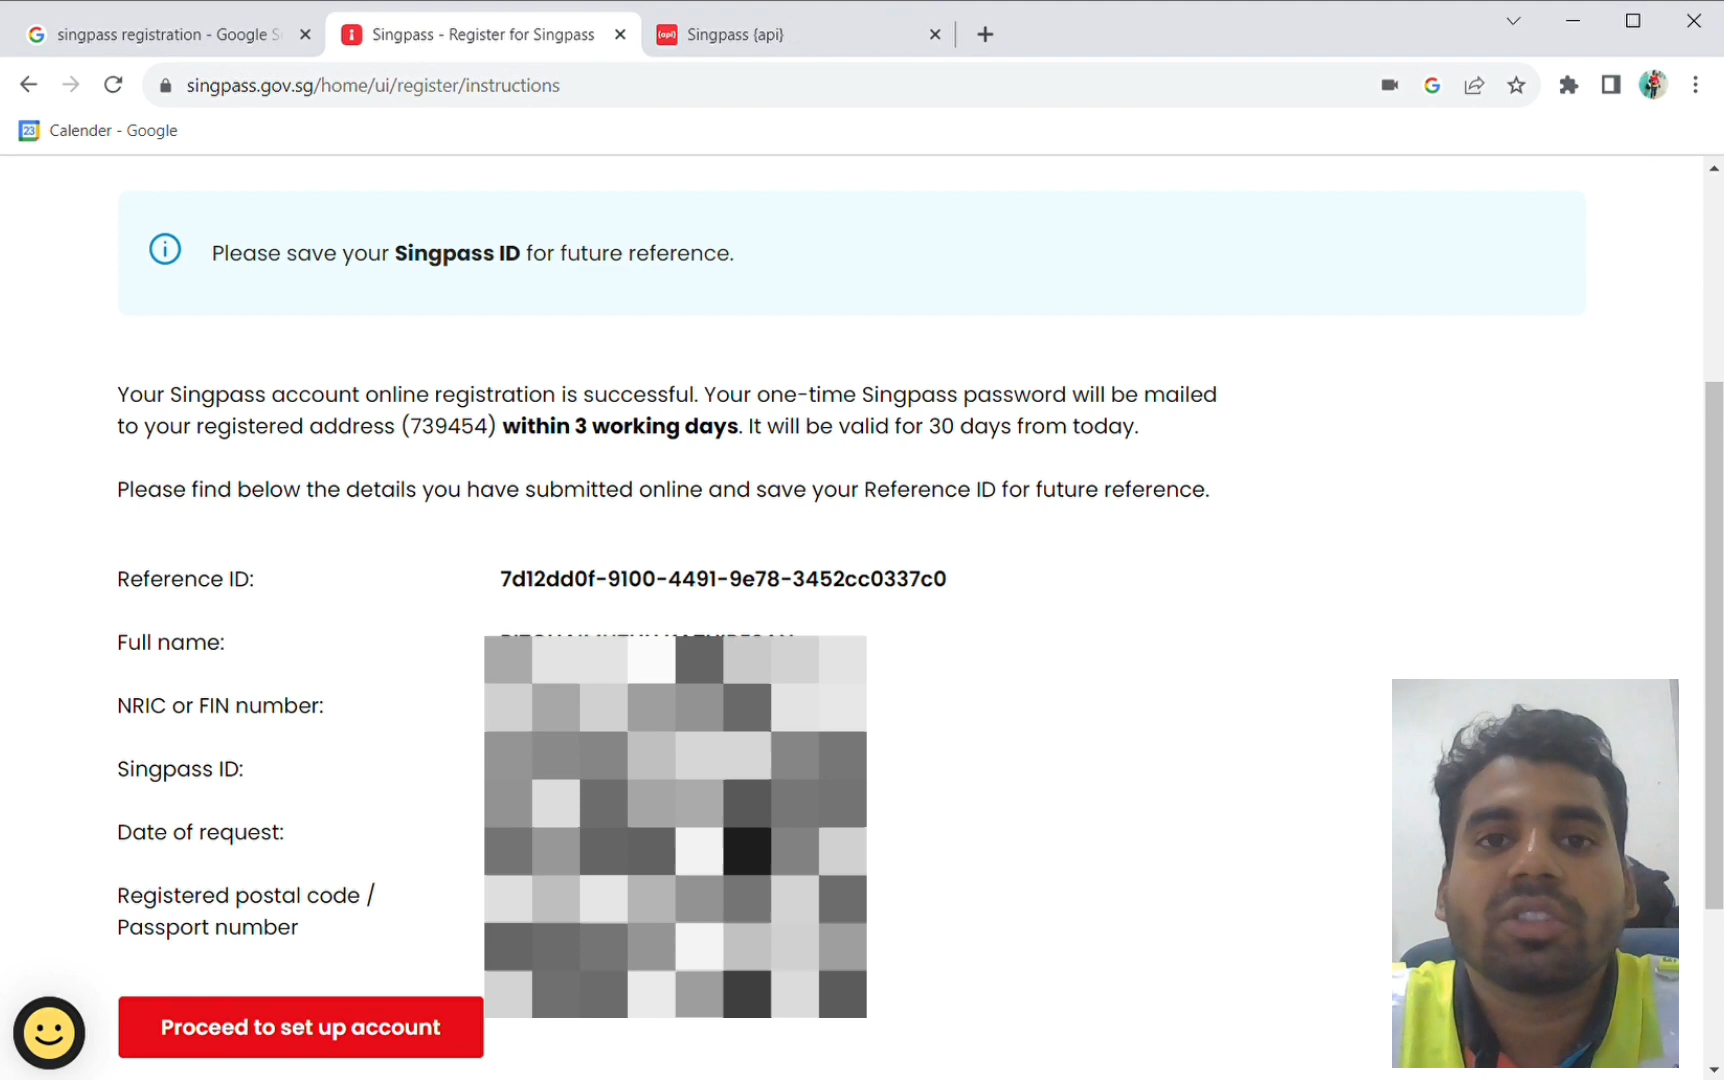 singpass registration - Google S
Singpass - Register for Singpass
Singpass {api}
singpass.gov.sg/home/ui/register/instructions
Calender - Google
Please save your Singpass ID for future reference.
Your Singpass account online registration is successful. Your one-time Singpass password will be mailed
to your registered address (739454) within 3 working days. It will be valid for 30 days from today.
Please find below the details you have submitted online and save your Reference ID for future reference.
Reference ID: 7d12dd0f-9100-4491-9e78-3452cc0337c0
Full name:
NRIC or FIN number:
Singpass ID:
Date of request:
Registered postal code /
Passport number
Proceed to set up account